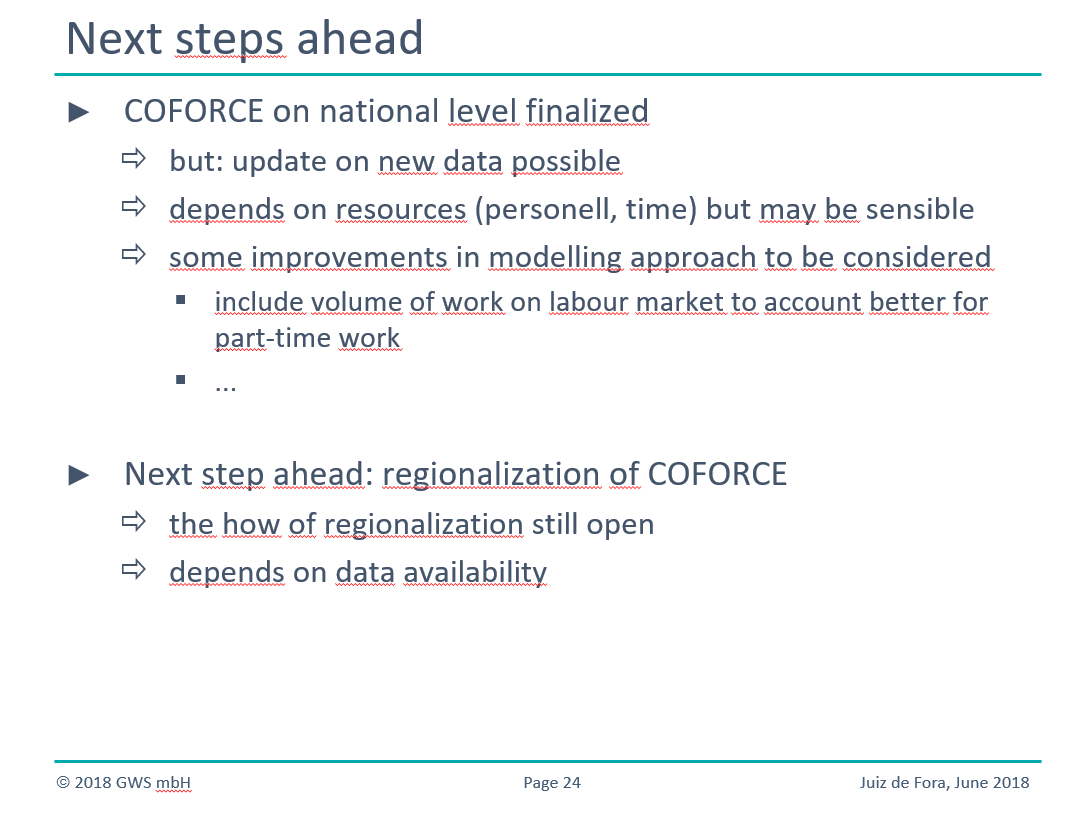 Next steps ahead
► COFORCE on national level finalized
⇨ but: update on new data possible
⇨ depends on resources (personell, time) but may be sensible
⇨ some improvements in modelling approach to be considered
▪ include volume of work on labour market to account better for
part-time work
▪ ...
► Next step ahead: regionalization of COFORCE
⇨ the how of regionalization still open
⇨ depends on data availability
© 2018 GWS mbH
Page 24
Juiz de Fora, June 2018